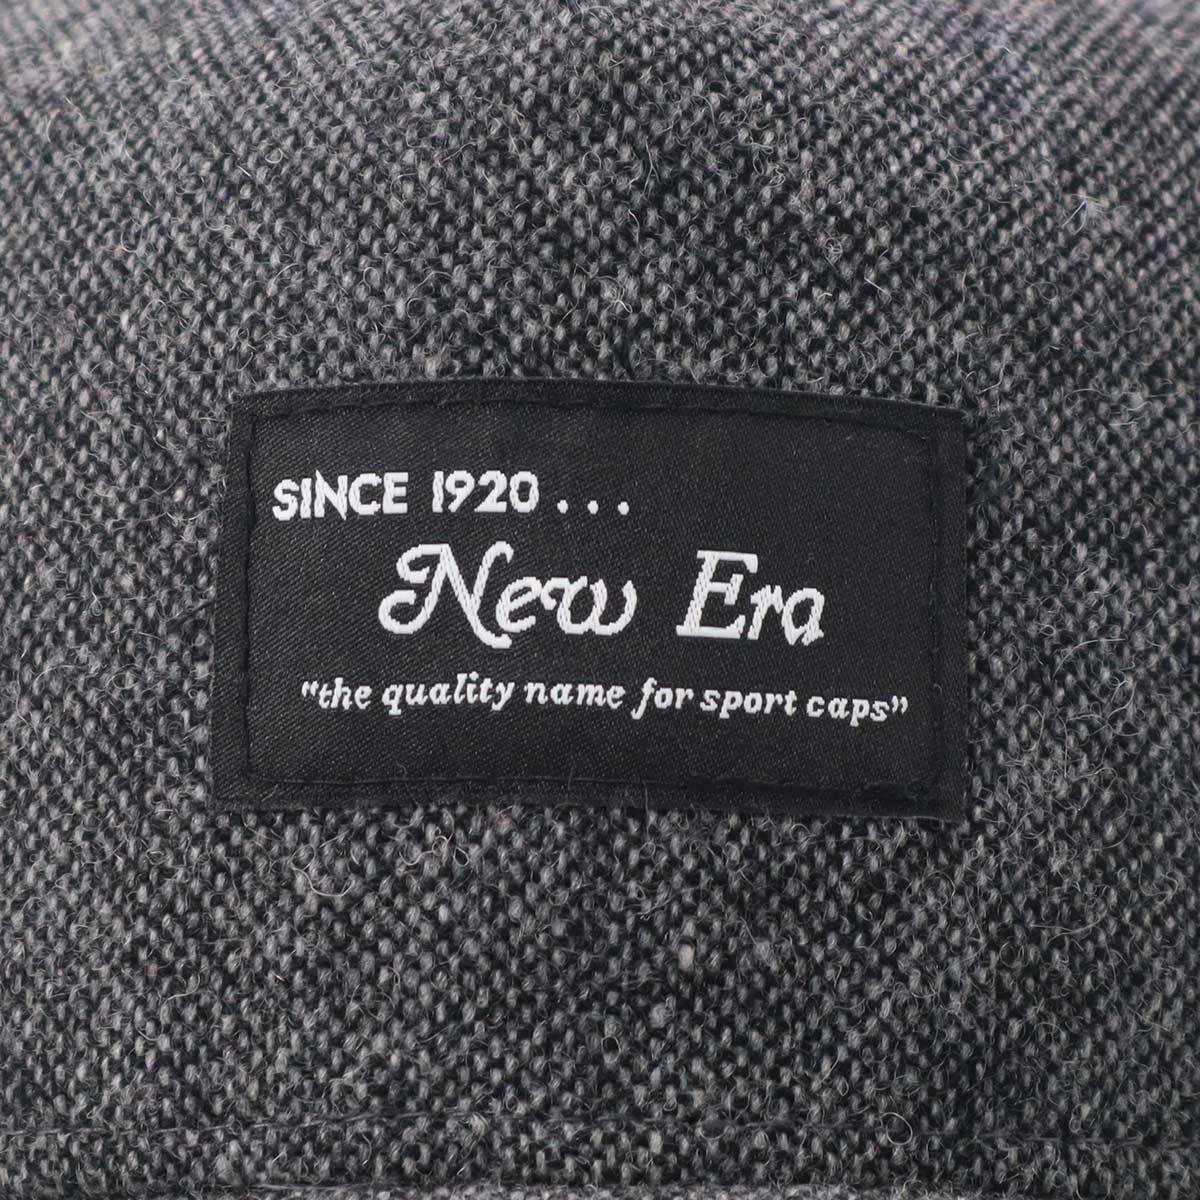 SINCE 1920...
New Era
"the quality name for sport caps"